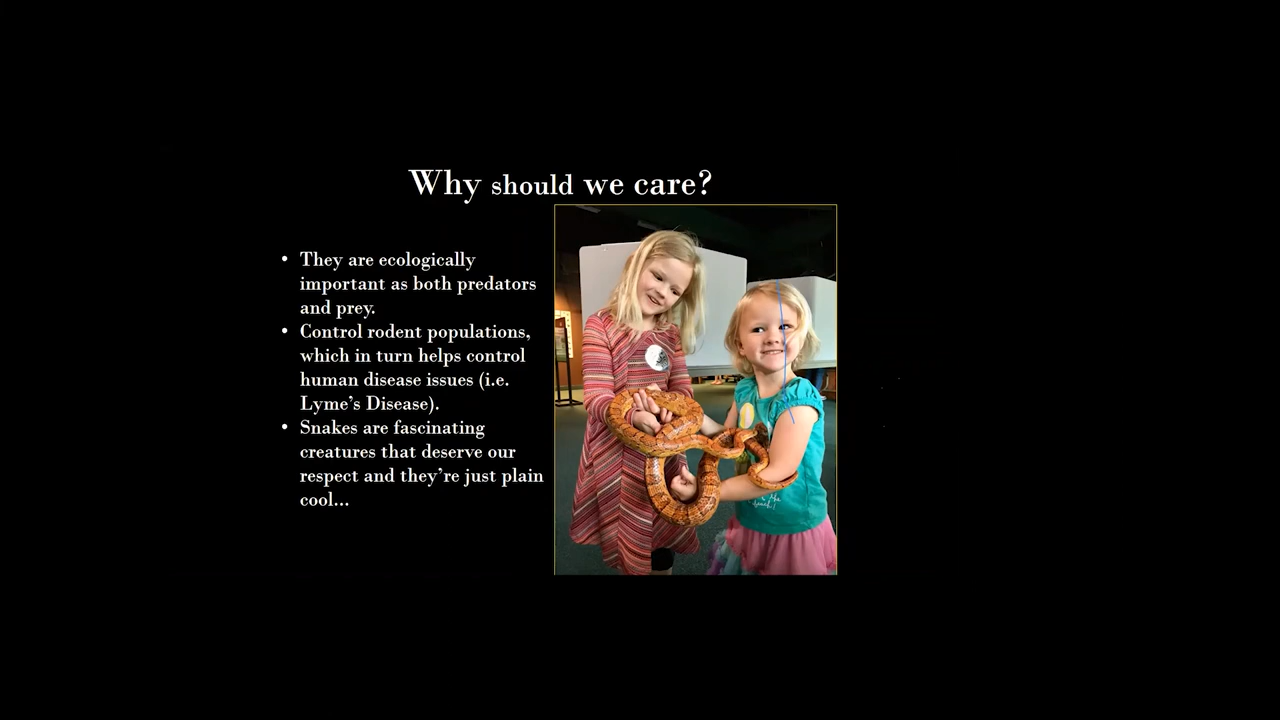 Why should we care?
• They are ecologically
important as both predators
and prey.
• Control rodent populations,
which in turn helps control
human disease issues (i.e.
Lyme's Disease).
• Snakes are fascinating
creatures that deserve our
respect and they're just plain
cool...